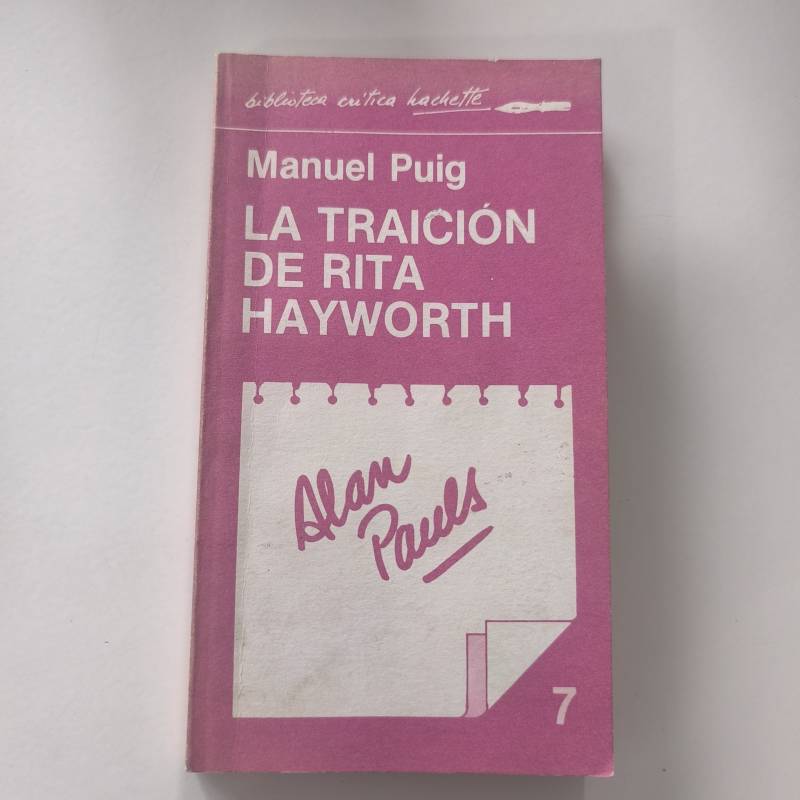 biblioteca crítica hachette
Manuel Puig
LA TRAICIÓN
DE RITA
HAYWORTH
Alan
Pauls
7